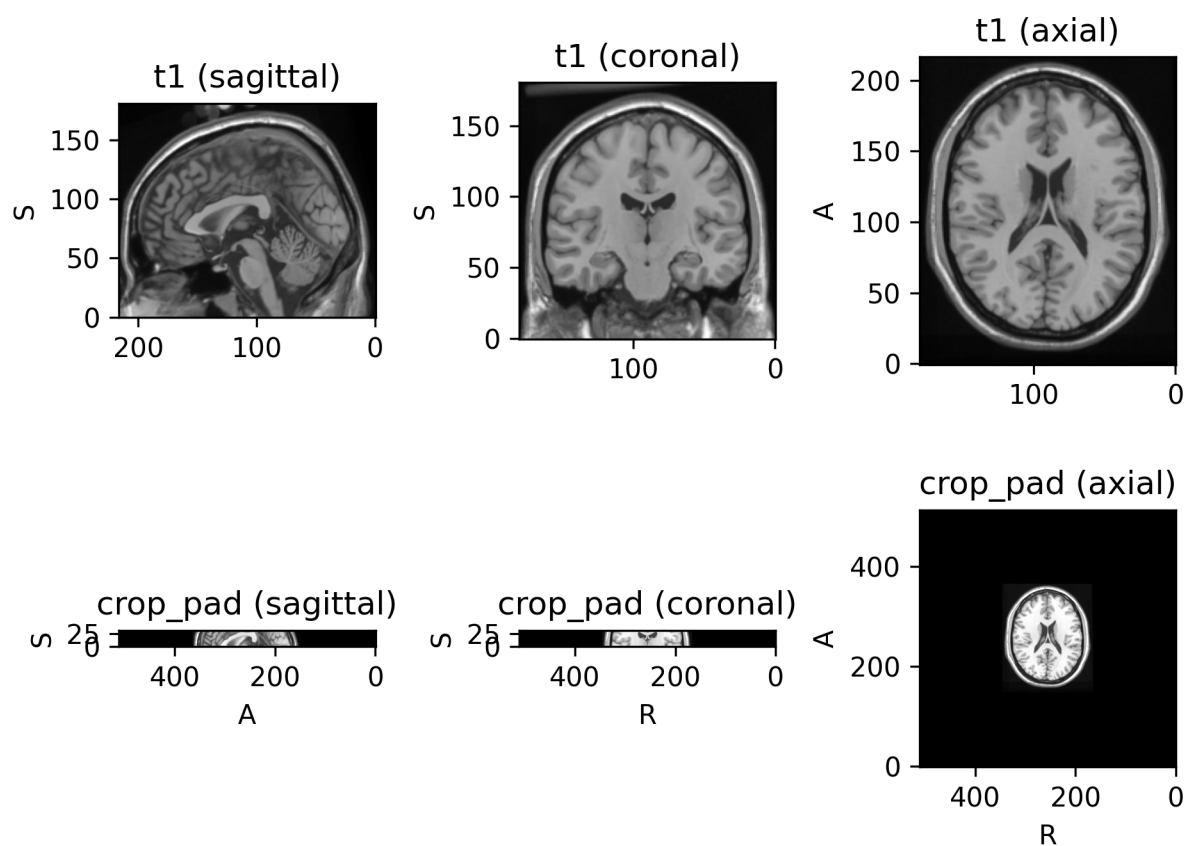 t1 (sagittal)
S
150
100
50
0
200 100 0
t1 (coronal)
S
150
100
50
0
100 0
t1 (axial)
A
200
150
100
50
0
100 0
crop_pad (sagittal)
S
25
0
400 200 0
A
crop_pad (coronal)
S
25
0
400 200 0
R
crop_pad (axial)
A
400
200
0
400 200 0
R